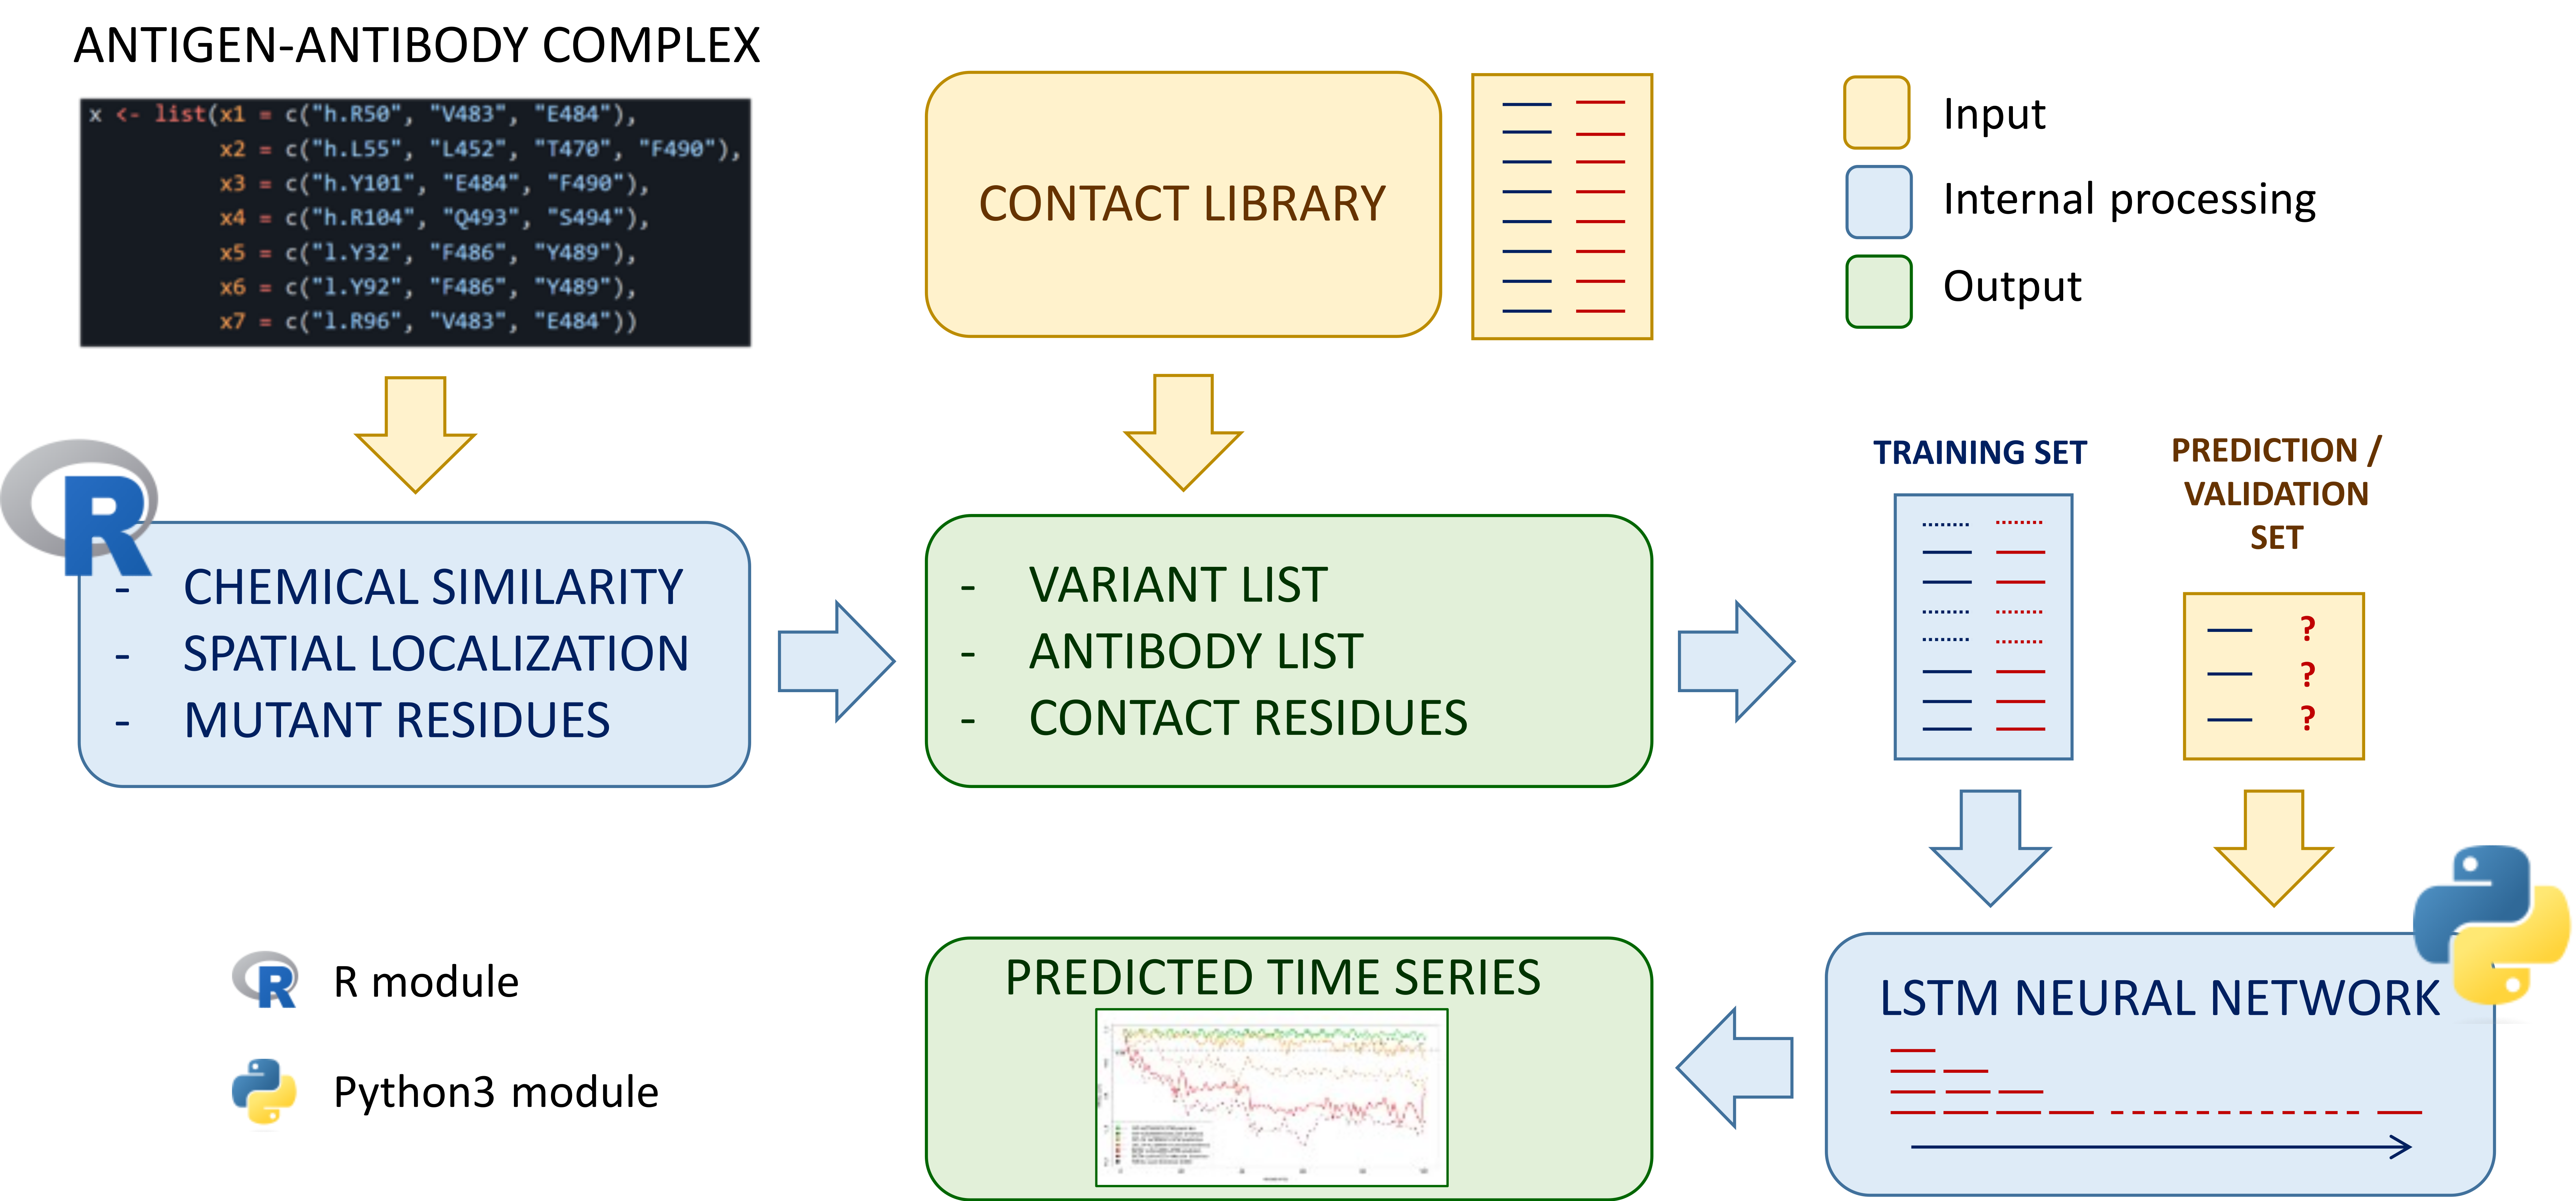 ANTIGEN-ANTIBODY COMPLEX
x <- list(x1 = c("h.R50", "V483", "E484"),
x2 = c("h.L55", "L452", "T470", "F490"),
x3 = c("h.Y101", "E484", "F490"),
x4 = c("h.R104", "Q493", "S494"),
x5 = c("l.Y32", "F486", "Y489"),
x6 = c("l.Y92", "F486", "Y489"),
x7 = c("l.R96", "V483", "E484"))
CONTACT LIBRARY
Input
Internal processing
Output
R
- CHEMICAL SIMILARITY
- SPATIAL LOCALIZATION
- MUTANT RESIDUES
- VARIANT LIST
- ANTIBODY LIST
- CONTACT RESIDUES
TRAINING SET
PREDICTION /
VALIDATION
SET
?
?
?
R module
Python3 module
PREDICTED TIME SERIES
LSTM NEURAL NETWORK